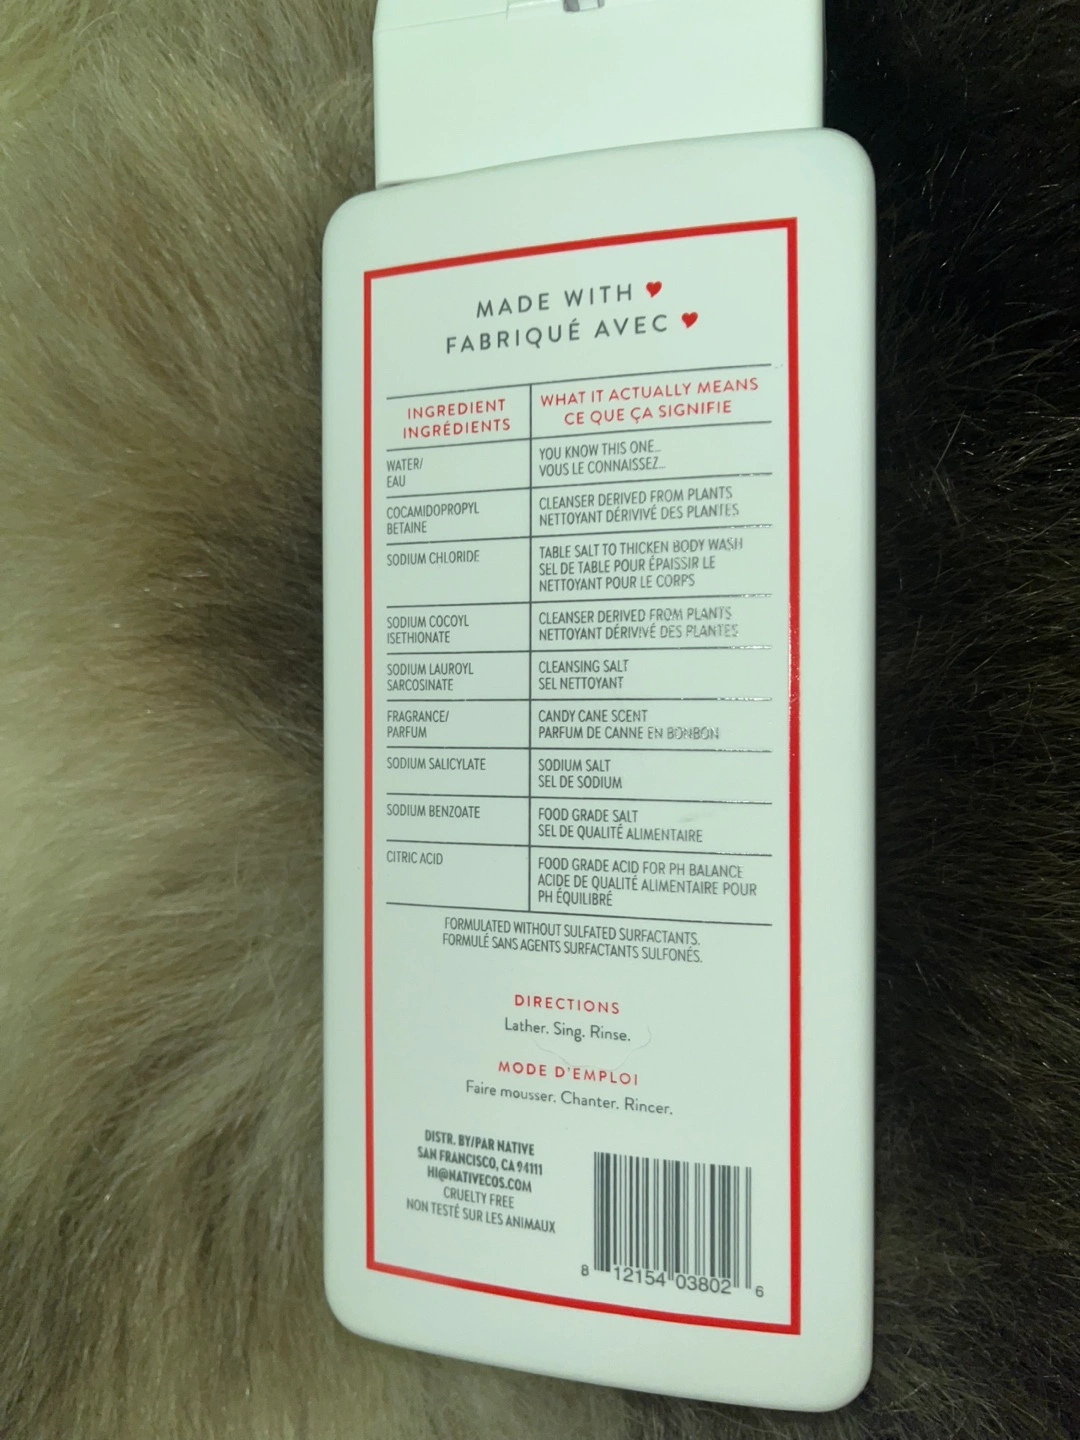 MADE WITH ♥
FABRIQUÉ AVEC ♥
INGREDIENT
INGRÉDIENTS
WHAT IT ACTUALLY MEANS
CE QUE ÇA SIGNIFIE
WATER/
EAU
YOU KNOW THIS ONE...
VOUS LE CONNAISSEZ...
COCAMIDOPROPYL
BETAINE
CLEANSER DERIVED FROM PLANTS
NETTOYANT DÉRIVIVÉ DES PLANTES
SODIUM CHLORIDE
TABLE SALT TO THICKEN BODY WASH
SEL DE TABLE POUR ÉPAISSIR LE
NETTOYANT POUR LE CORPS
SODIUM COCOYL
ISETHIONATE
CLEANSER DERIVED FROM PLANTS
NETTOYANT DÉRIVIVÉ DES PLANTES
SODIUM LAUROYL
SARCOSINATE
CLEANSING SALT
SEL NETTOYANT
FRAGRANCE/
PARFUM
CANDY CANE SCENT
PARFUM DE CANNE EN BONBON
SODIUM SALICYLATE
SODIUM SALT
SEL DE SODIUM
SODIUM BENZOATE
FOOD GRADE SALT
SEL DE QUALITÉ ALIMENTAIRE
CITRIC ACID
FOOD GRADE ACID FOR PH BALANCE
ACIDE DE QUALITÉ ALIMENTAIRE POUR
PH ÉQUILIBRÉ
FORMULATED WITHOUT SULFATED SURFACTANTS.
FORMULÉ SANS AGENTS SURFACTANTS SULFONÉS.
DIRECTIONS
Lather. Sing. Rinse.
MODE D'EMPLOI
Faire mousser. Chanter. Rincer.
DISTR. BY/PAR NATIVE
SAN FRANCISCO, CA 94111
HI@NATIVECOS.COM
CRUELTY FREE
NON TESTÉ SUR LES ANIMAUX
8 12154 03802 6